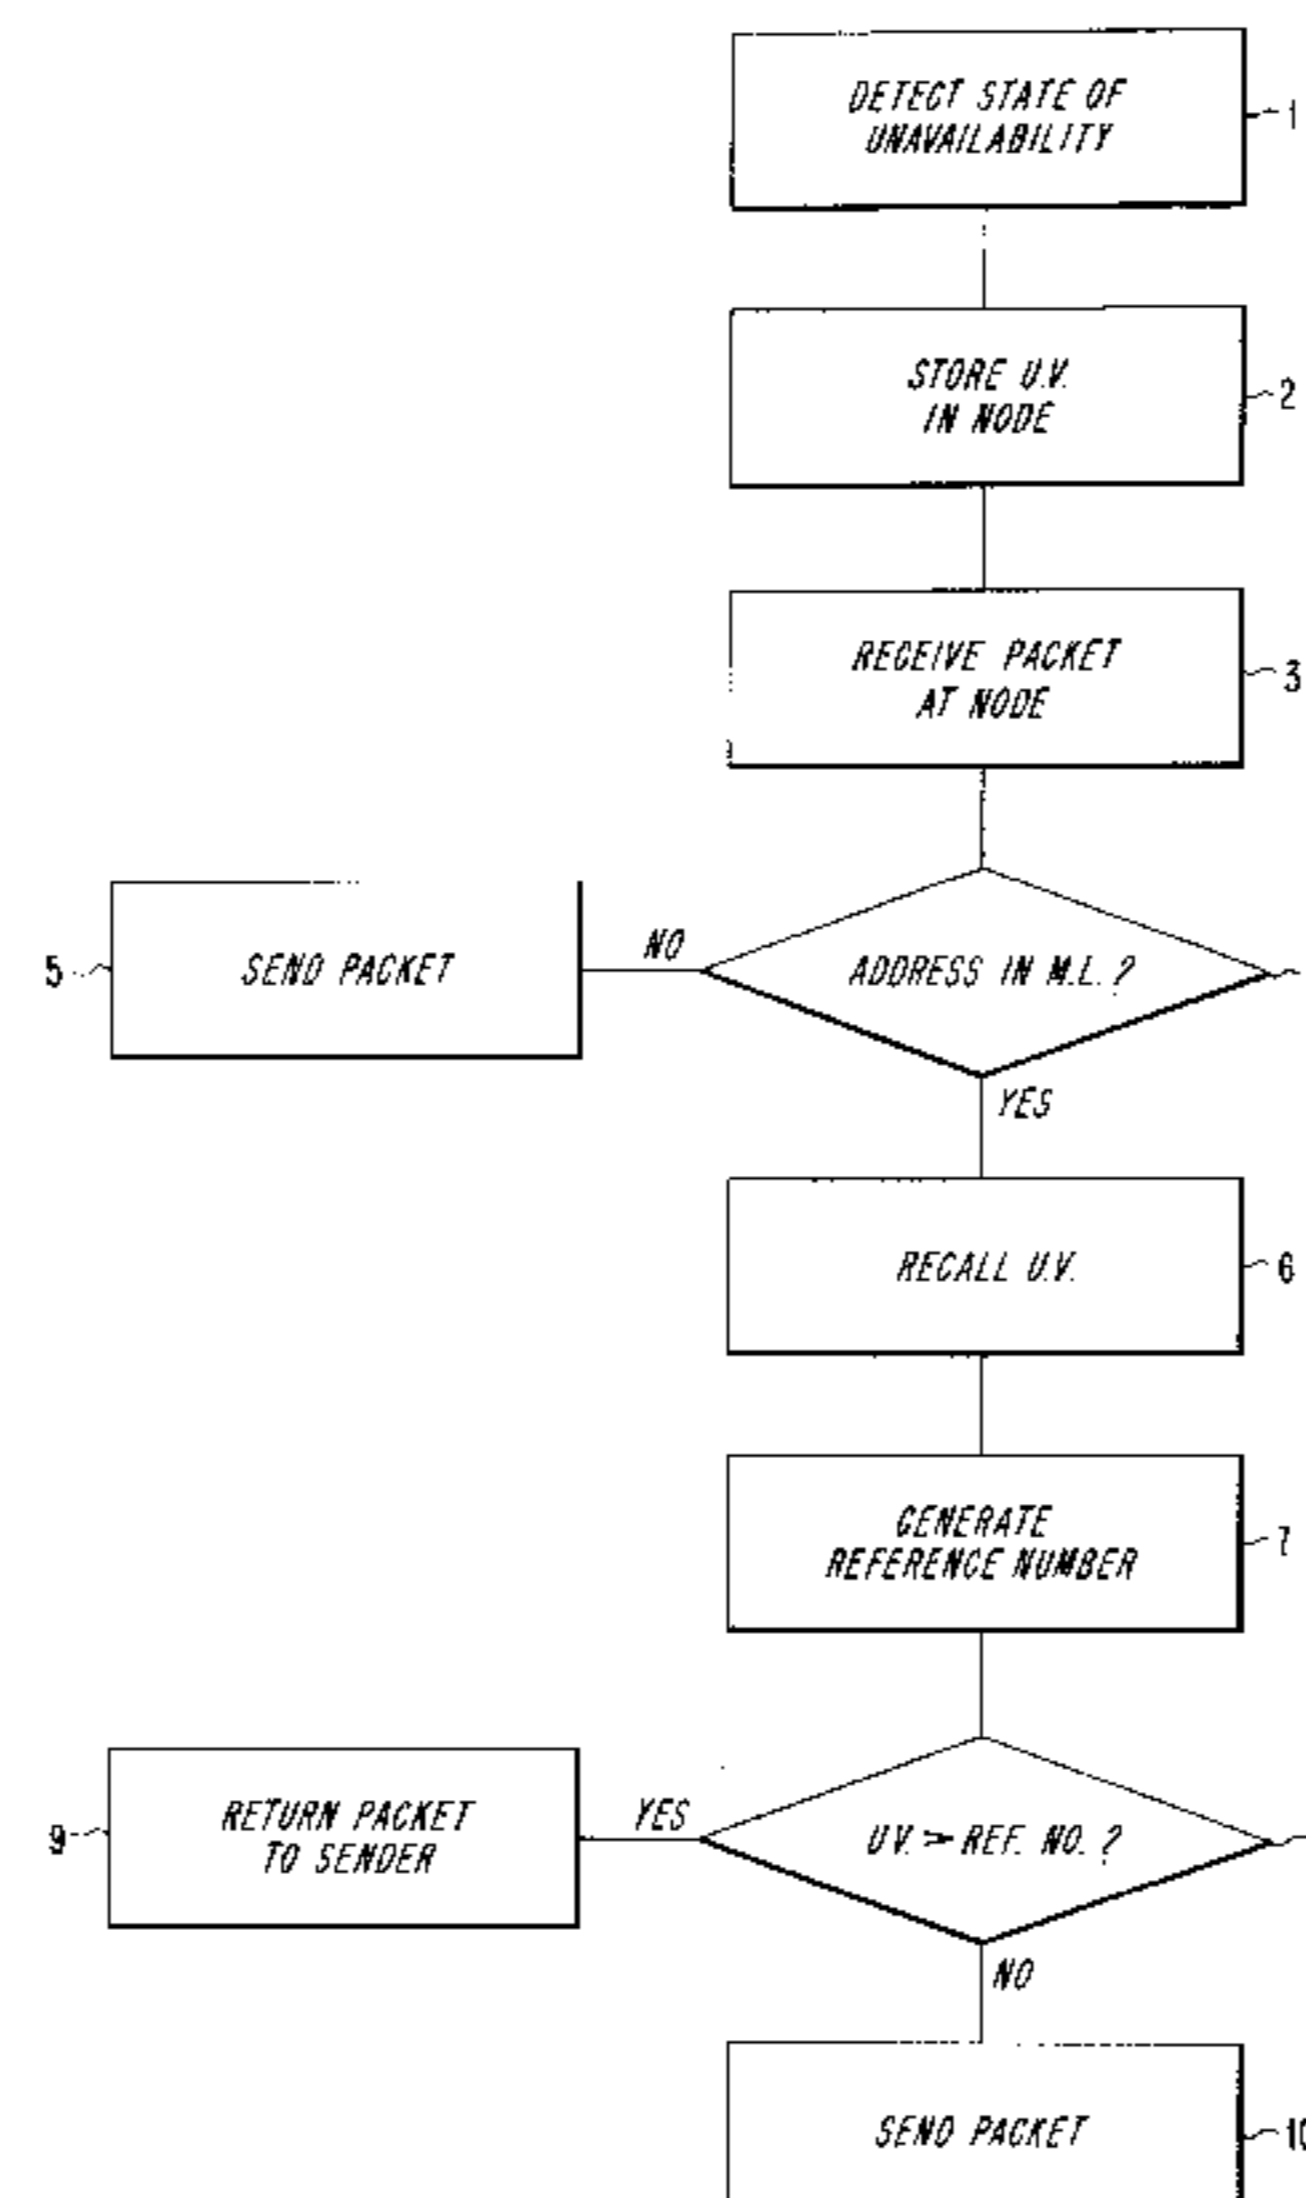 DETECT STATE OF
UNAVAILABILITY
1
STORE U.V.
IN NODE
2
RECEIVE PACKET
AT NODE
3
5
SEND PACKET
NO
ADDRESS IN M.L.?
YES
RECALL U.V.
6
GENERATE
REFERENCE NUMBER
7
9
RETURN PACKET
TO SENDER
YES
U.V. > REF. NO.?
NO
SEND PACKET
10